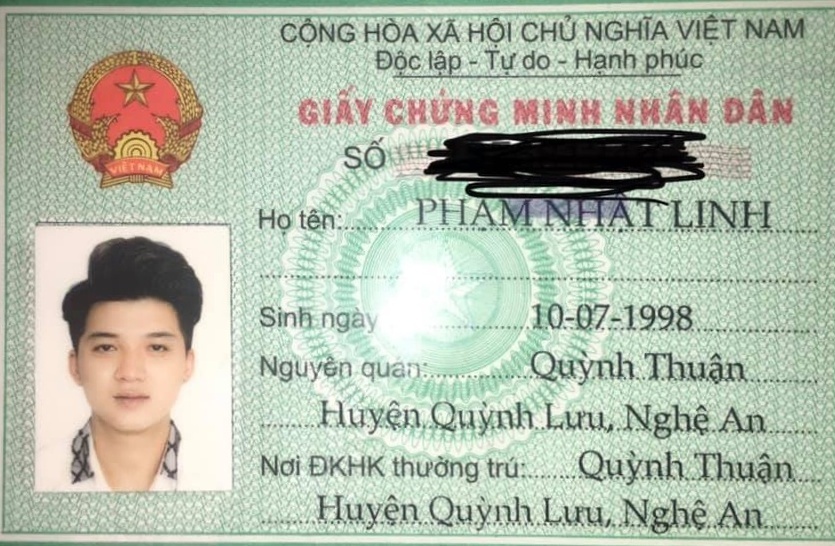 CỘNG HÒA XÃ HỘI CHỦ NGHĨA VIỆT NAM
Độc lập - Tự do - Hạnh phúc
GIẤY CHỨNG MINH NHÂN DÂN
SỐ
VIỆT NAM
Họ tên: PHẠM NHẬT LINH
Sinh ngày 10-07-1998
Nguyên quán: Quỳnh Thuận
Huyện Quỳnh Lưu, Nghệ An
Nơi ĐKHK thường trú: Quỳnh Thuận
Huyện Quỳnh Lưu, Nghệ An